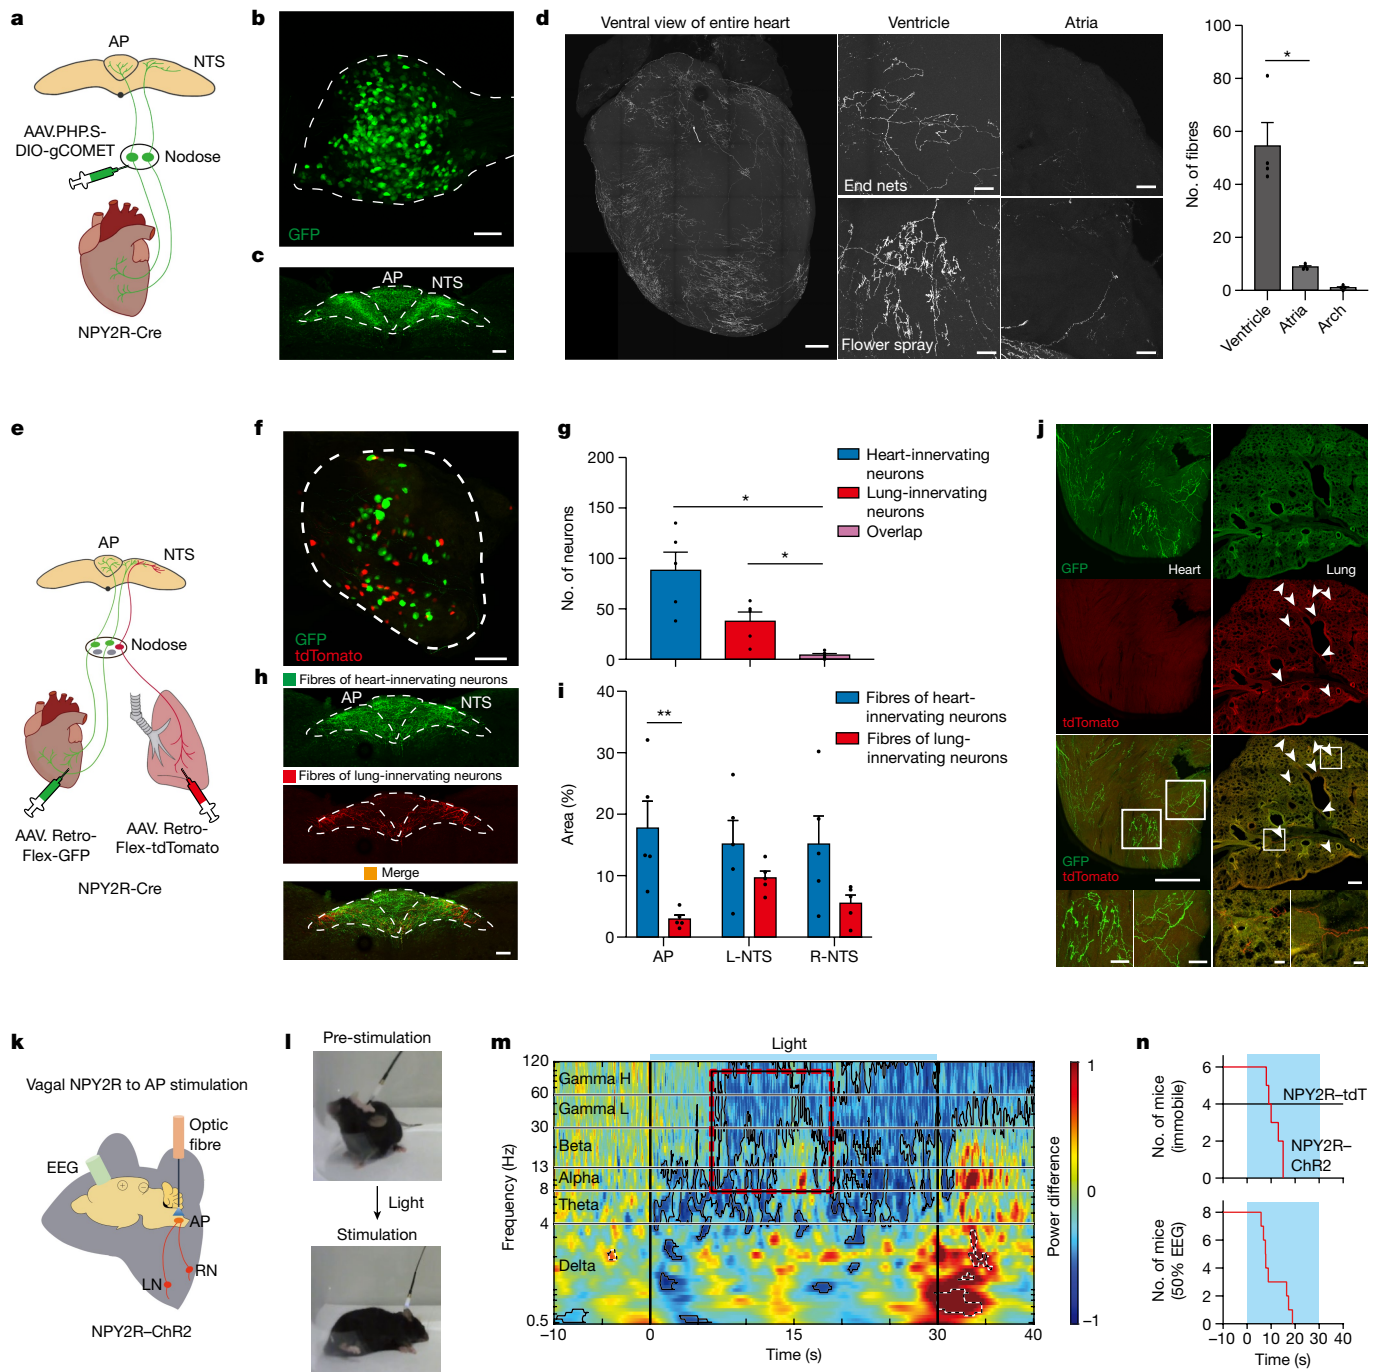 a
AP
NTS
AAV.PHP.S-
DIO-gCOMET
Nodose
NPY2R-Cre
b
GFP
c
AP
NTS
d
Ventral view of entire heart
Ventricle
Atria
End nets
Flower spray
No. of fibres
100
80
60
40
20
0
*
Ventricle
Atria
Arch
e
AP
NTS
Nodose
AAV. Retro-
Flex-GFP
AAV. Retro-
Flex-tdTomato
NPY2R-Cre
f
GFP
tdTomato
g
No. of neurons
200
150
100
50
0
*
*
Heart-innervating
neurons
Lung-innervating
neurons
Overlap
h
Fibres of heart-innervating neurons
AP
NTS
Fibres of lung-innervating neurons
Merge
i
Area (%)
40
30
20
10
0
**
Fibres of heart-
innervating neurons
Fibres of lung-
innervating neurons
AP
L-NTS
R-NTS
j
GFP
Heart
Lung
tdTomato
GFP
tdTomato
k
Vagal NPY2R to AP stimulation
Optic
fibre
EEG
AP
LN
RN
NPY2R–ChR2
l
Pre-stimulation
Light
Stimulation
m
Light
Frequency (Hz)
120
60
30
13
8
4
0.5
Gamma H
Gamma L
Beta
Alpha
Theta
Delta
–10
0
15
30
40
Time (s)
1
0
–1
Power difference
n
No. of mice
(immobile)
6
4
2
0
NPY2R–tdT
NPY2R–
ChR2
No. of mice
(50% EEG)
8
6
4
2
0
–10
0
10
20
30
40
Time (s)